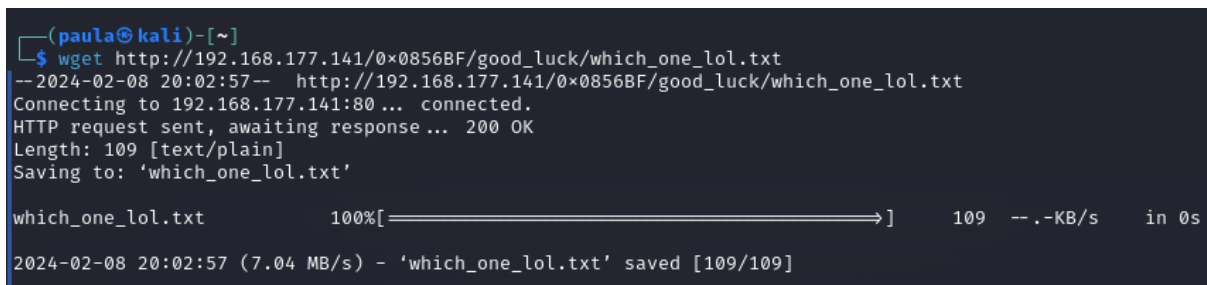 ┌──(paula㉿kali)-[~]
└─$ wget http://192.168.177.141/0×0856BF/good_luck/which_one_lol.txt
--2024-02-08 20:02:57--  http://192.168.177.141/0×0856BF/good_luck/which_one_lol.txt
Connecting to 192.168.177.141:80... connected.
HTTP request sent, awaiting response... 200 OK
Length: 109 [text/plain]
Saving to: ‘which_one_lol.txt’
which_one_lol.txt 100%[===================>] 109 --.-KB/s in 0s
2024-02-08 20:02:57 (7.04 MB/s) - ‘which_one_lol.txt’ saved [109/109]